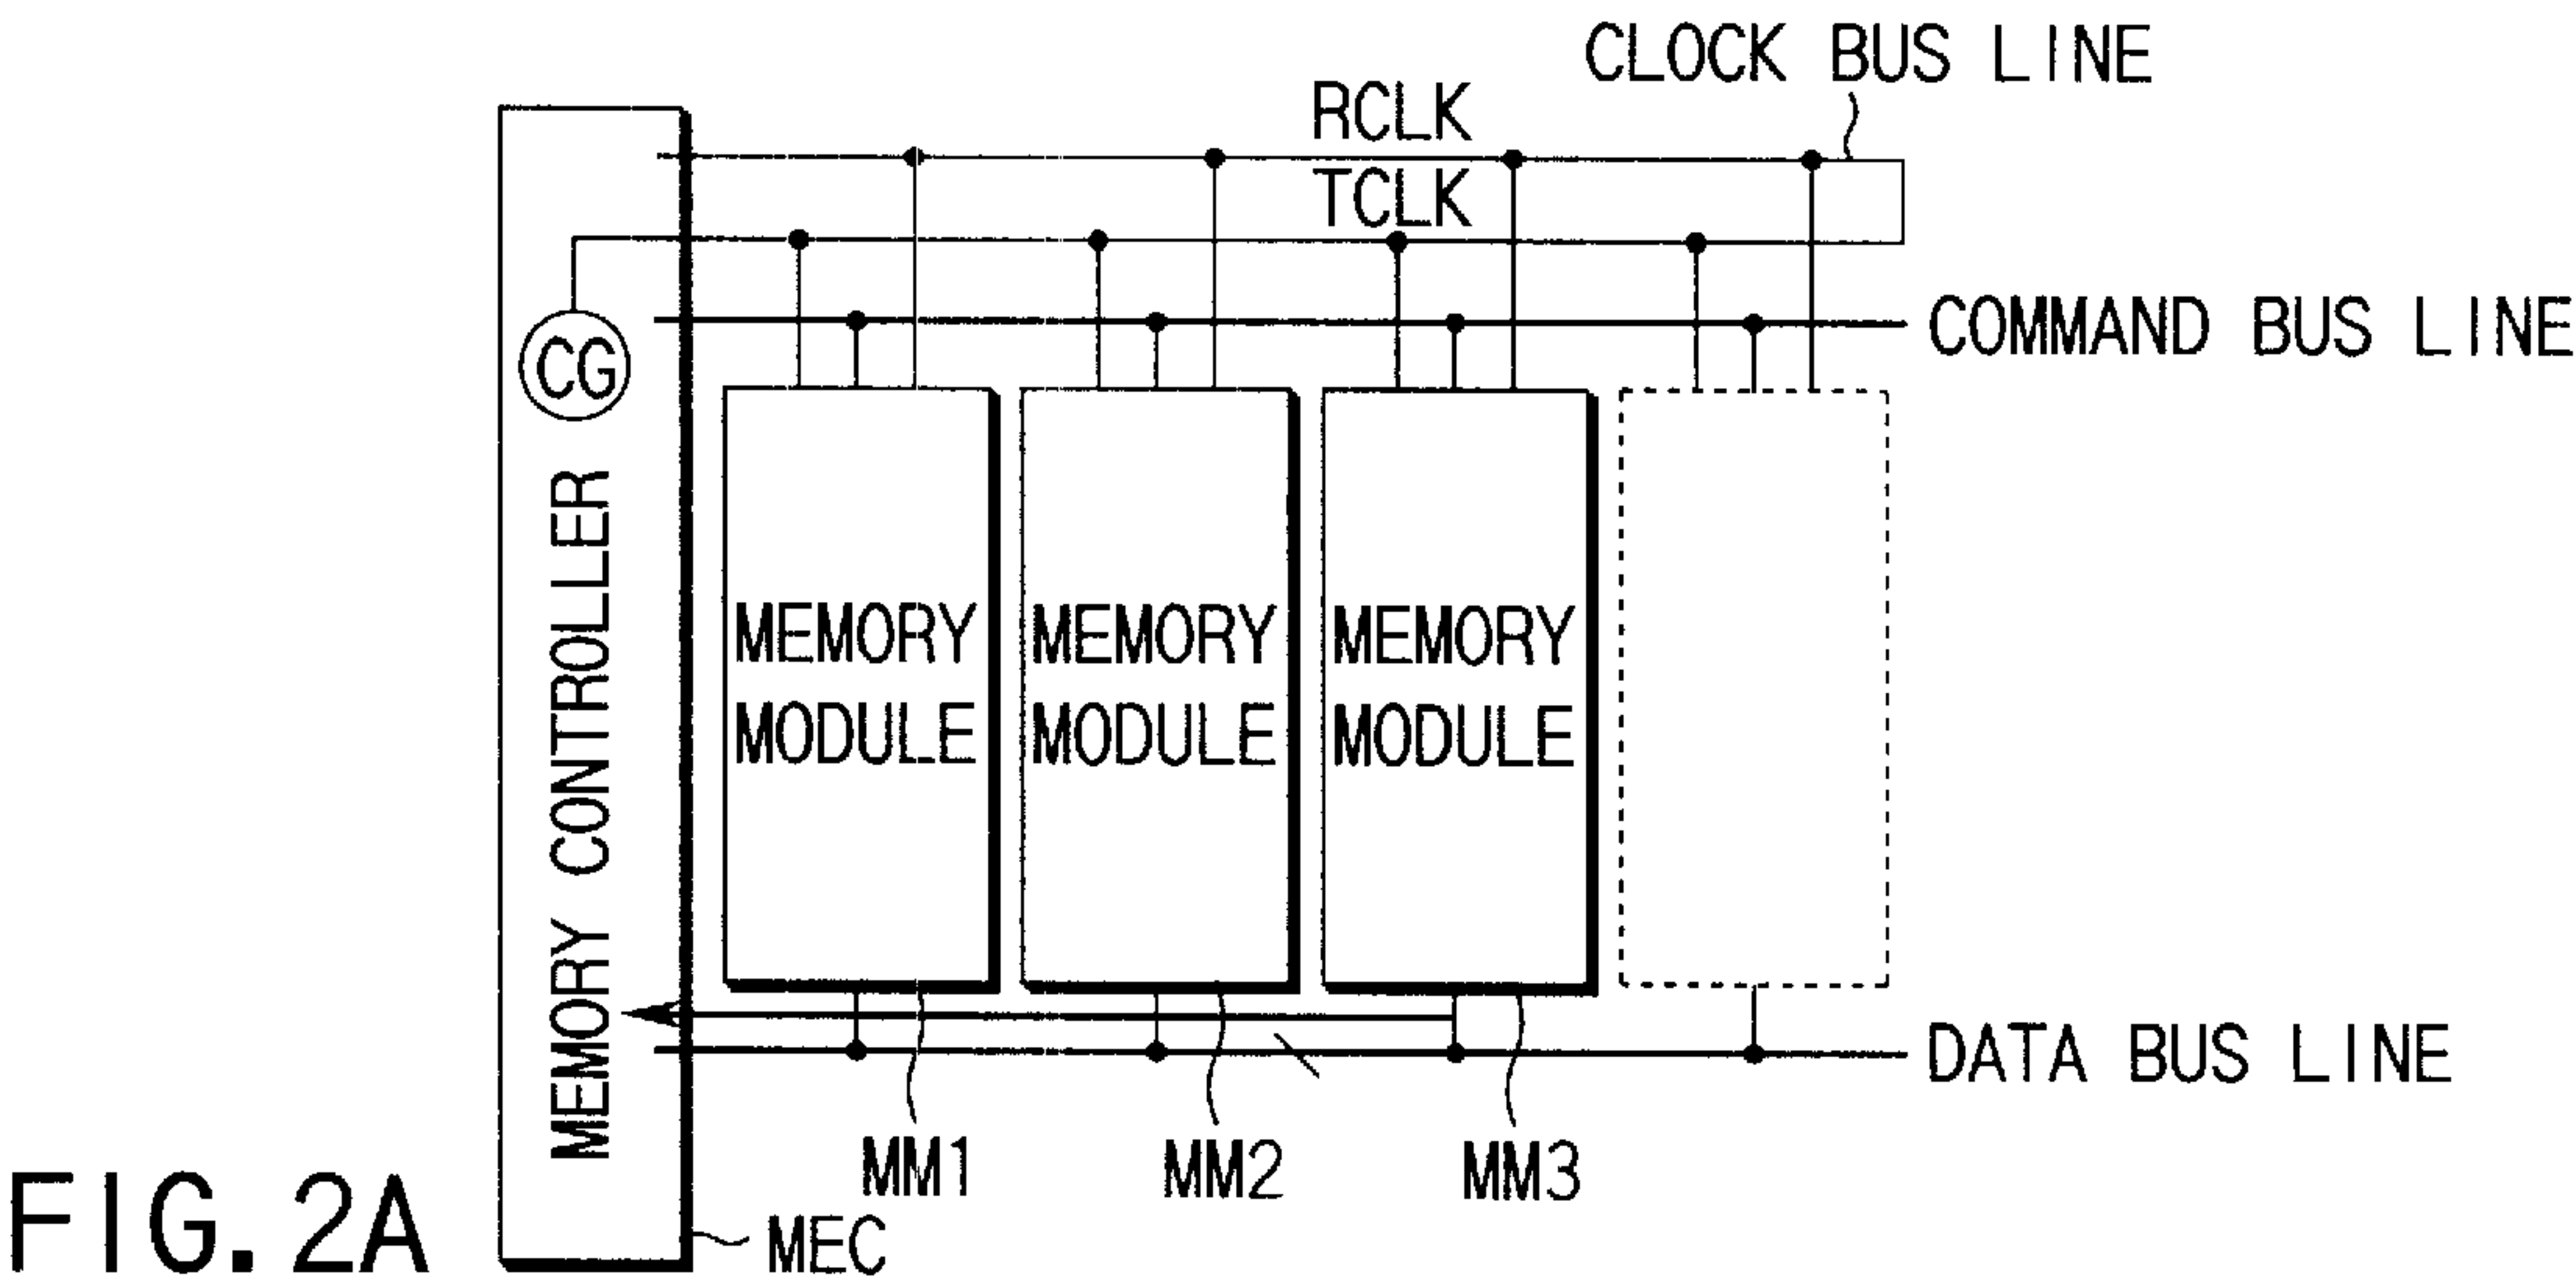 CLOCK BUS LINE
RCLK
TCLK
COMMAND BUS LINE
CG
MEMORY CONTROLLER
MEMORY
MODULE
MEMORY
MODULE
MEMORY
MODULE
DATA BUS LINE
MM1
MM2
MM3
MEC
FIG. 2A